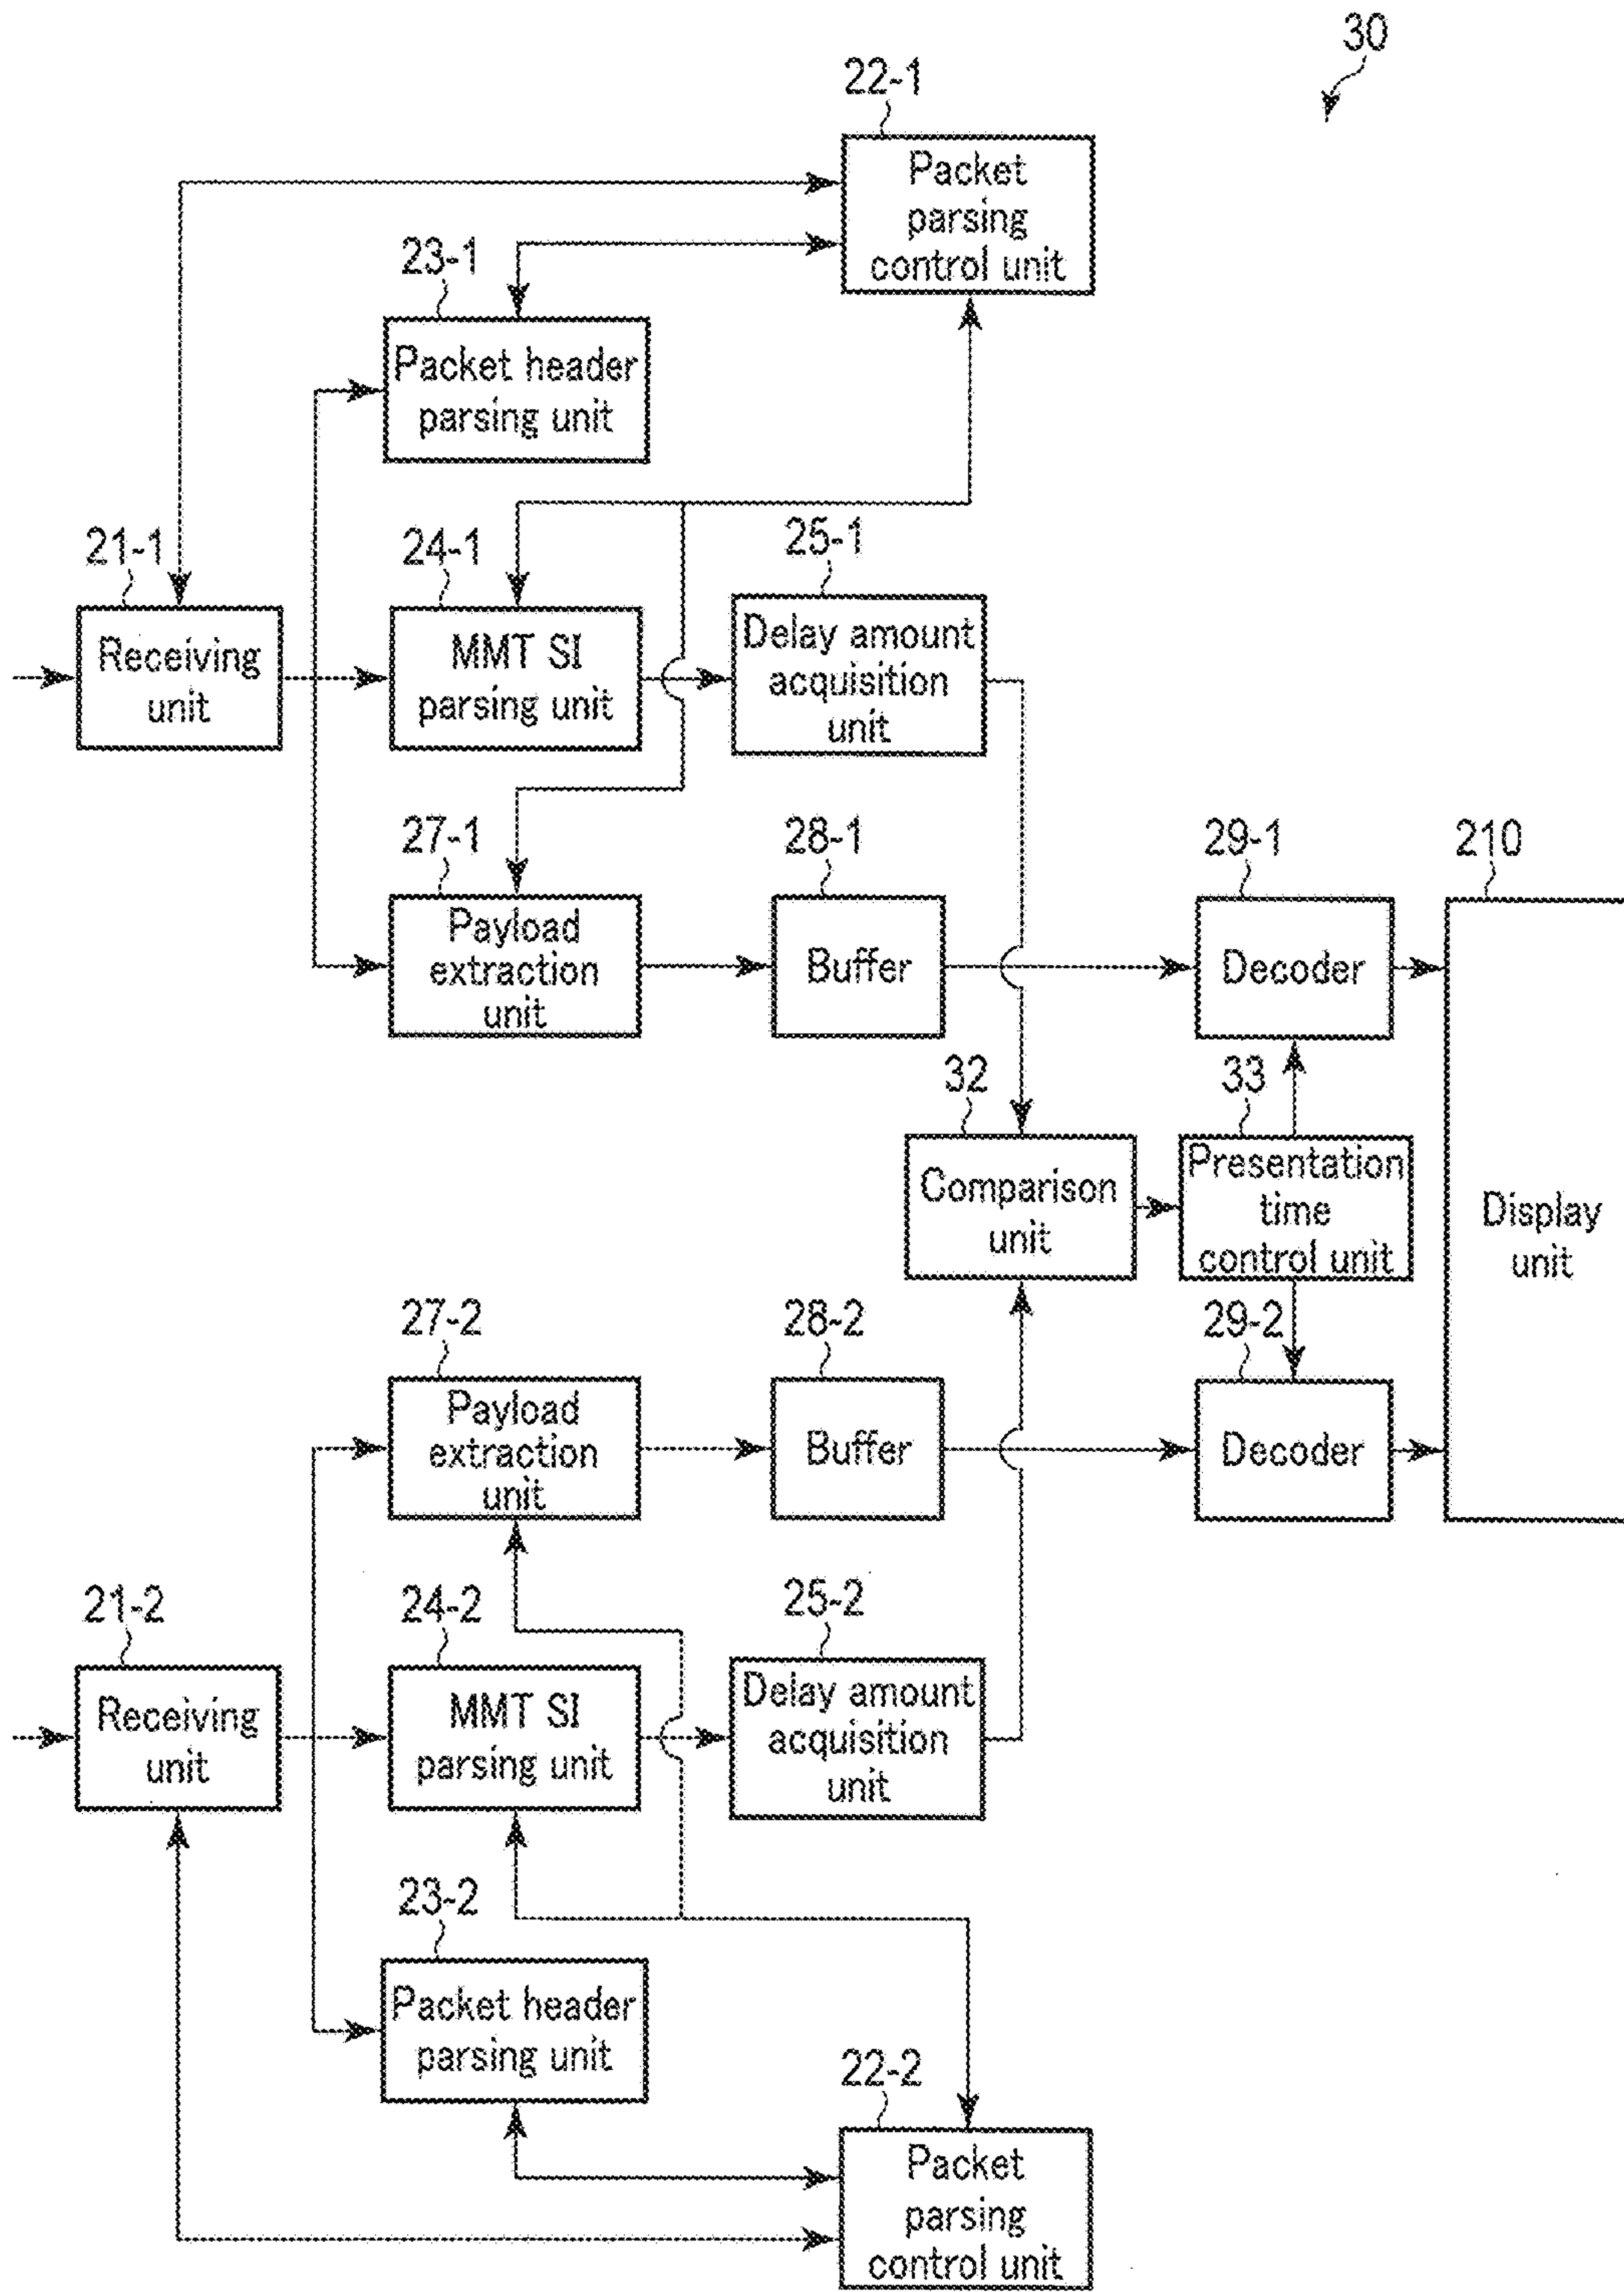 30
22-1
Packet
parsing
control unit
23-1
Packet header
parsing unit
21-1
Receiving
unit
24-1
MMT SI
parsing unit
25-1
Delay amount
acquisition
unit
27-1
Payload
extraction
unit
28-1
Buffer
29-1
Decoder
210
Display
unit
32
Comparison
unit
33
Presentation
time
control unit
27-2
Payload
extraction
unit
28-2
Buffer
29-2
Decoder
21-2
Receiving
unit
24-2
MMT SI
parsing unit
25-2
Delay amount
acquisition
unit
23-2
Packet header
parsing unit
22-2
Packet
parsing
control unit